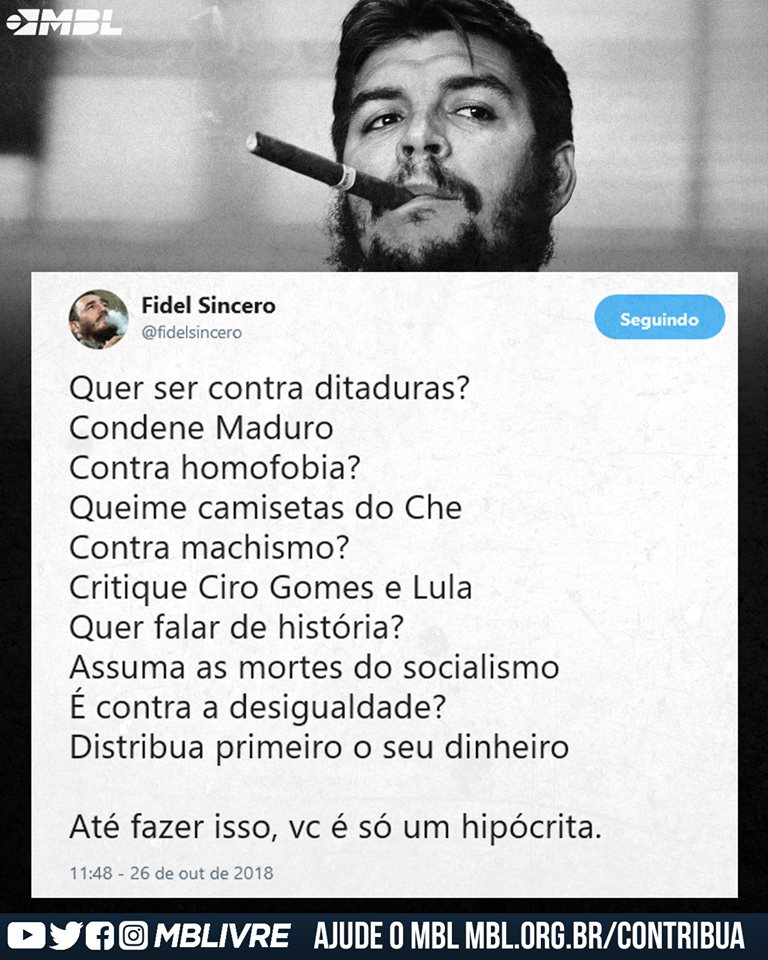 MBL
Fidel Sincero
@fidelsincero
Seguindo
Quer ser contra ditaduras?
Condene Maduro
Contra homofobia?
Queime camisetas do Che
Contra machismo?
Critique Ciro Gomes e Lula
Quer falar de história?
Assuma as mortes do socialismo
É contra a desigualdade?
Distribua primeiro o seu dinheiro
Até fazer isso, vc é só um hipócrita.
11:48 - 26 de out de 2018
MBLIVRE AJUDE O MBL MBL.ORG.BR/CONTRIBUA